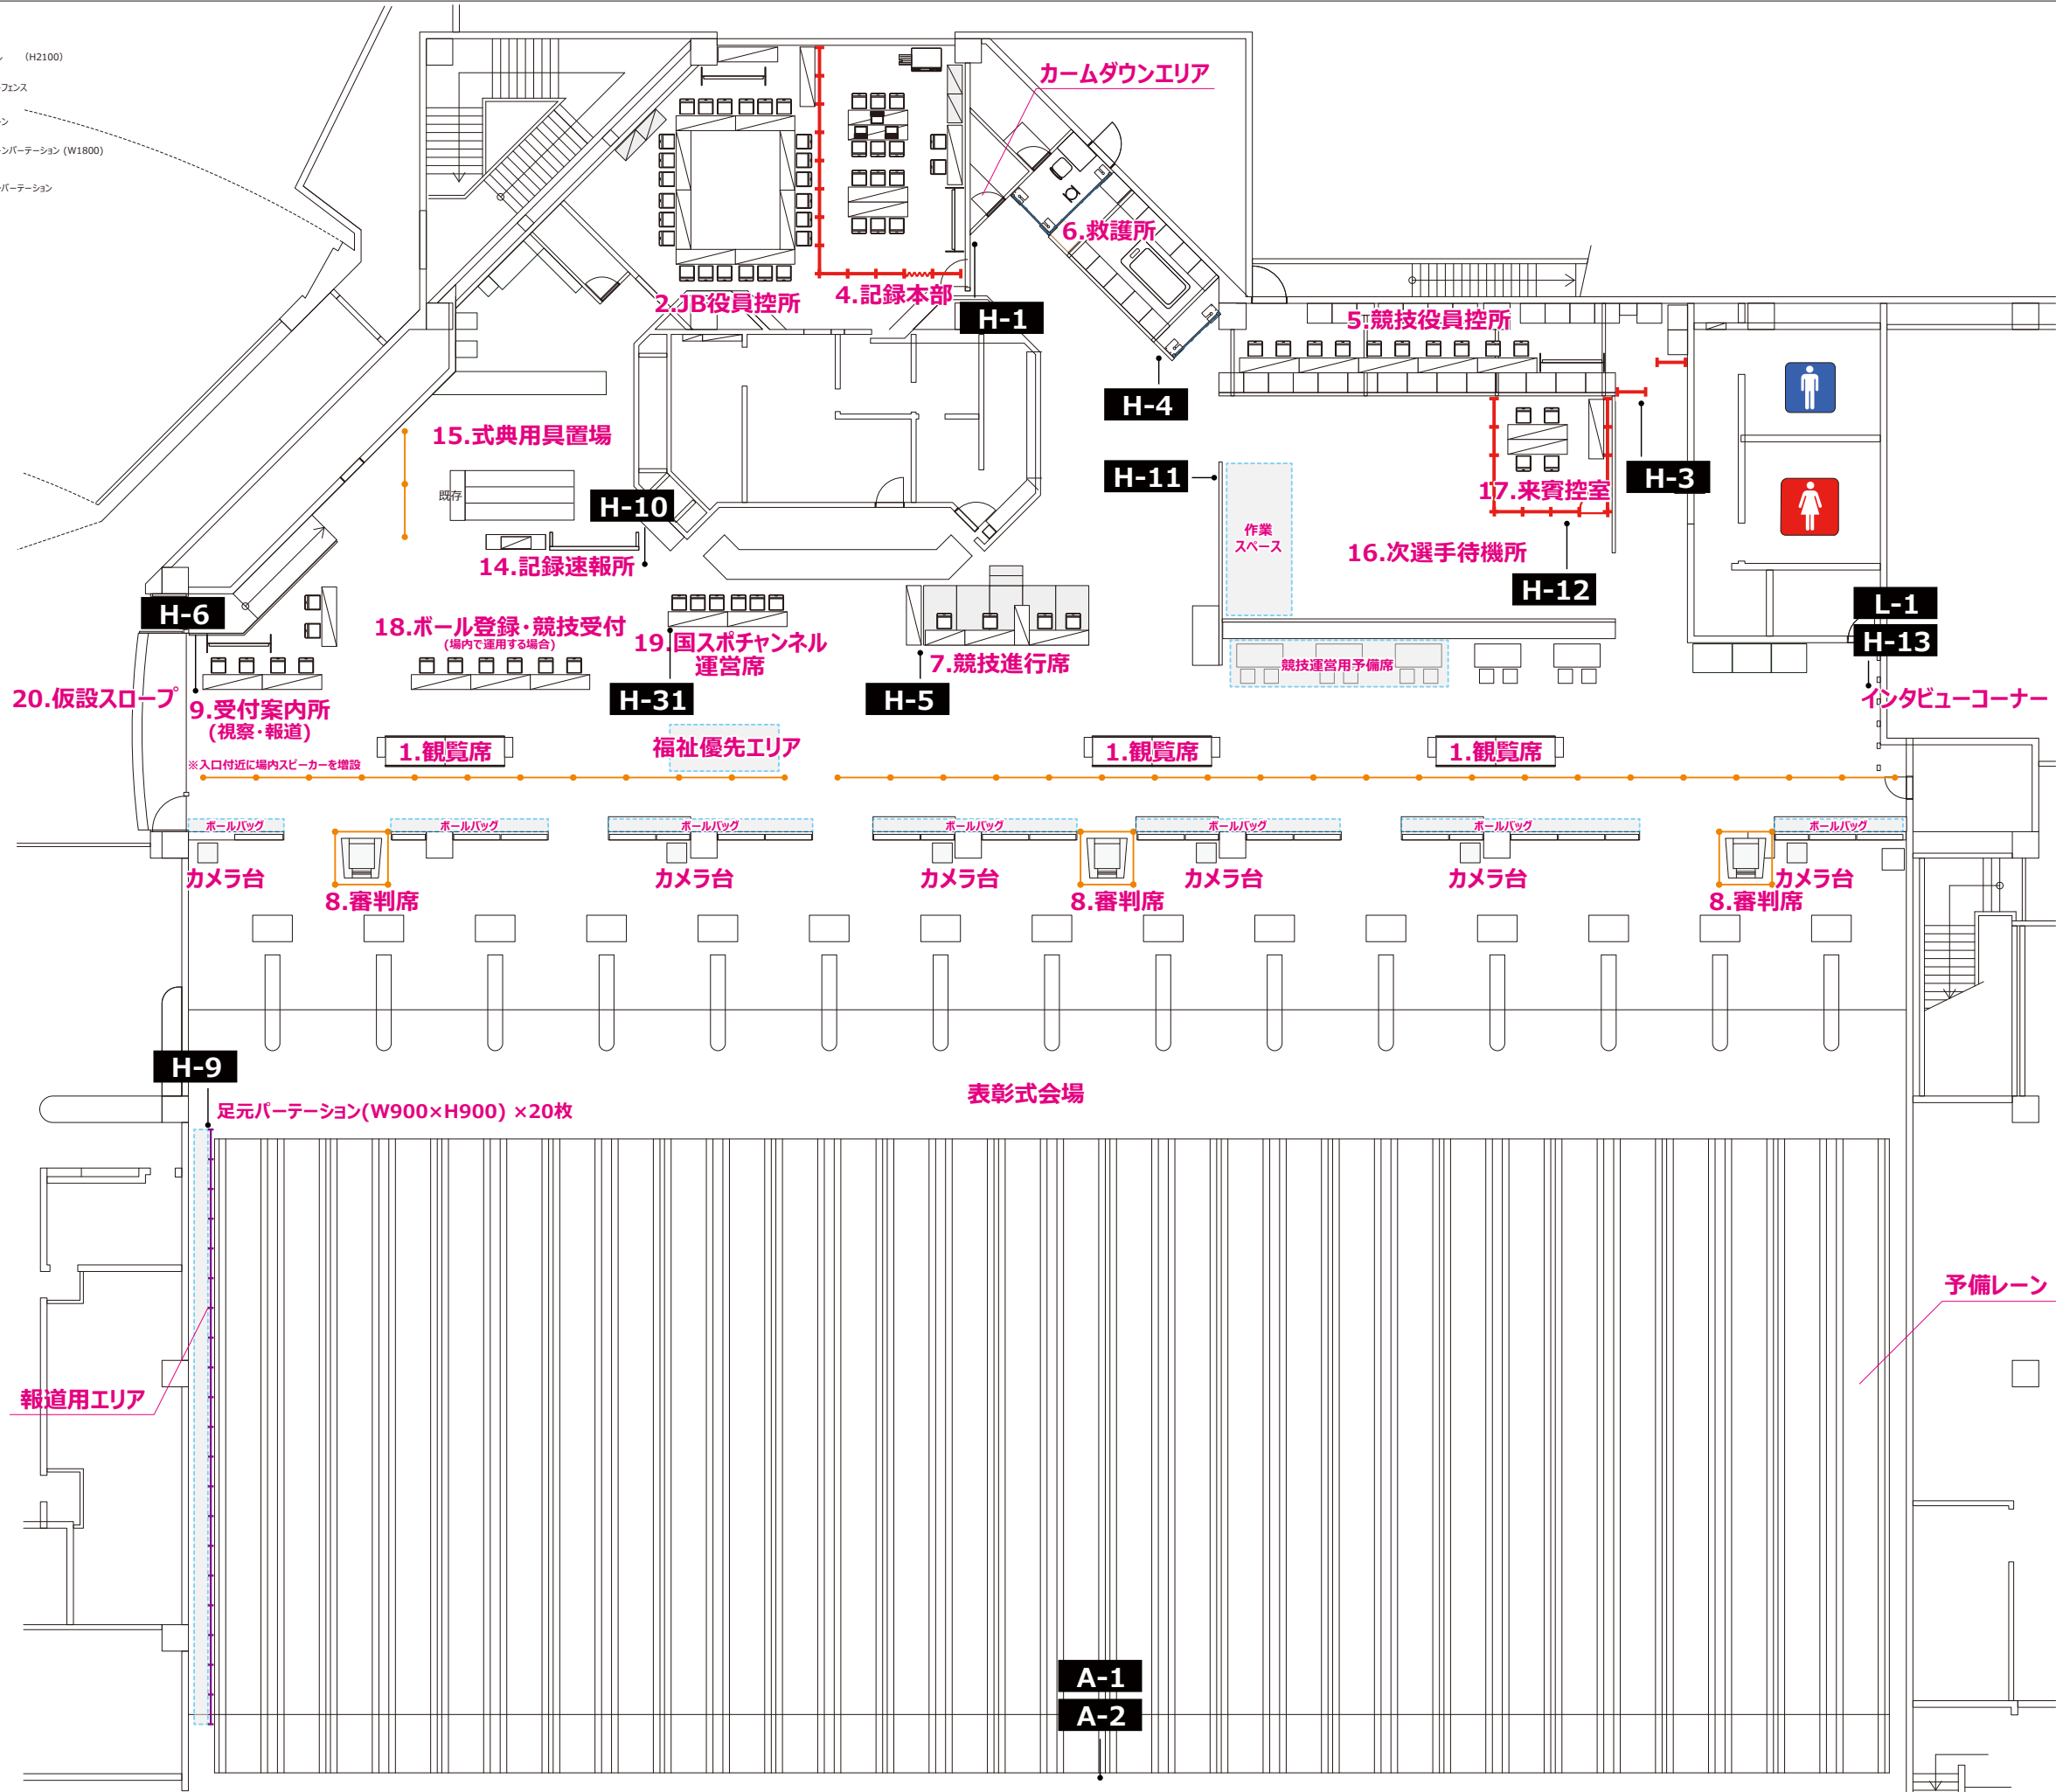 (H2100)
フェンス
ンパーテーション (W1800)
パーテーション
カームダウンエリア
6.救護所
2.JB役員控所
4.記録本部
H-1
5.競技役員控所
H-4
15.式典用具置場
既存
H-10
H-11
17.来賓控室
H-3
作業
スペース
14.記録速報所
16.次選手待機所
H-12
H-6
L-1
H-13
18.ボール登録・競技受付
(場内で運用する場合)
19.国スポチャンネル
運営席
7.競技進行席
競技運営用予備席
20.仮設スロープ
9.受付案内所
(視察・報道)
H-31
H-5
インタビューコーナー
※入口付近に場内スピーカーを増設
1.観覧席
福祉優先エリア
1.観覧席
1.観覧席
ボールバッグ
ボールバッグ
ボールバッグ
ボールバッグ
ボールバッグ
ボールバッグ
ボールバッグ
カメラ台
カメラ台
カメラ台
カメラ台
カメラ台
カメラ台
8.審判席
8.審判席
8.審判席
H-9
表彰式会場
足元パーテーション(W900×H900) ×20枚
予備レーン
報道用エリア
A-1
A-2